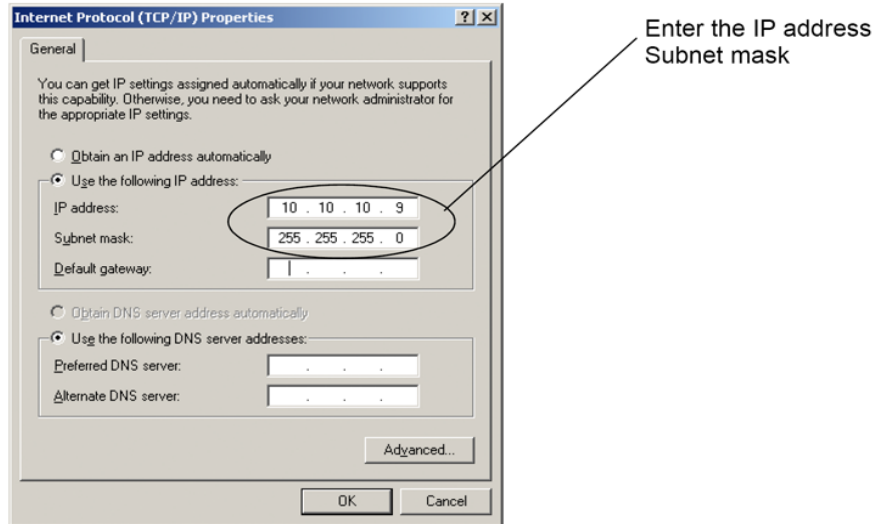 Internet Protocol (TCP/IP) Properties
Enter the IP address
Subnet mask
General
You can get IP settings assigned automatically if your network supports
this capability. Otherwise, you need to ask your network administrator for
the appropriate IP settings.
Obtain an IP address automatically
Use the following IP address:
IP address: 10 . 10 . 10 . 9
Subnet mask: 255 . 255 . 255 . 0
Default gateway: . . .
Obtain DNS server address automatically
Use the following DNS server addresses:
Preferred DNS server: . . .
Alternate DNS server: . . .
Advanced...
OK Cancel